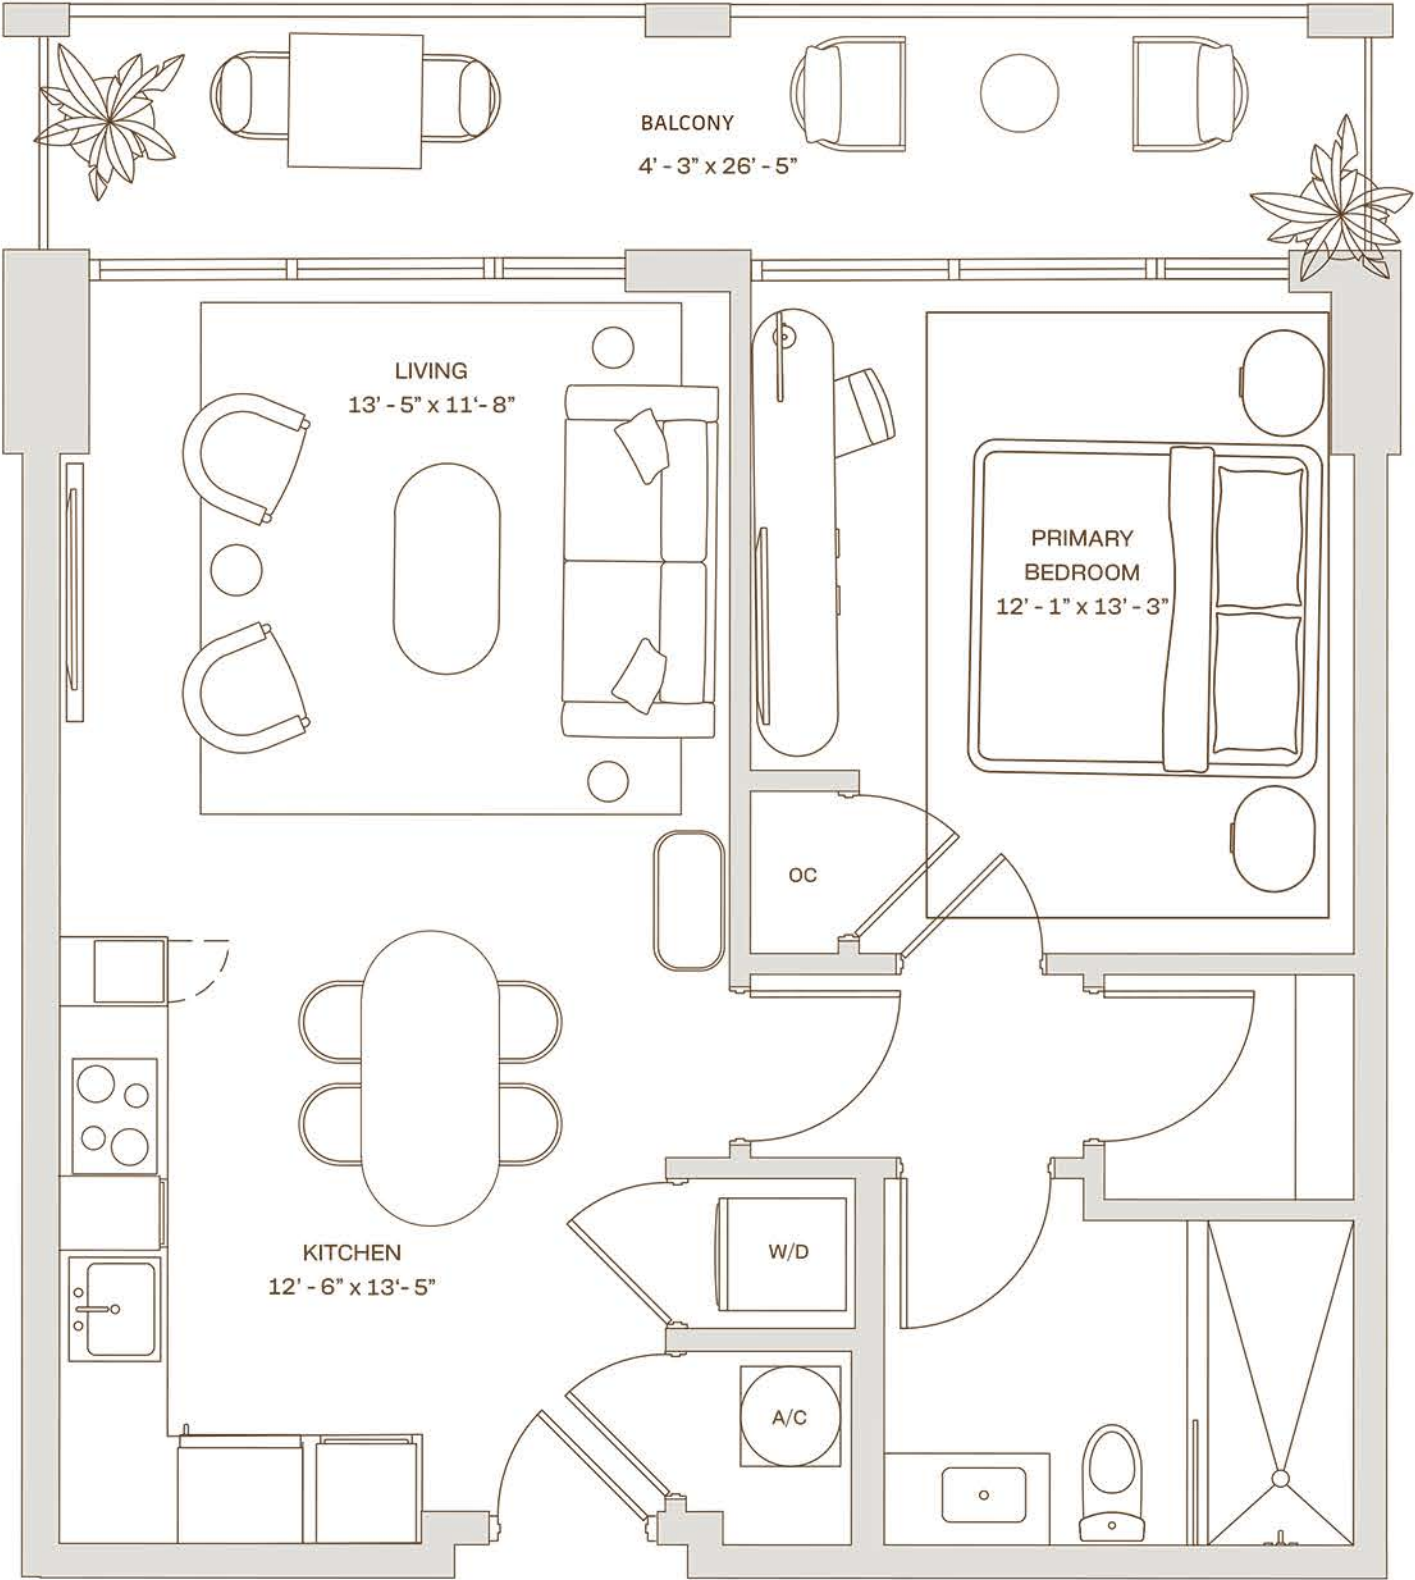 BALCONY
4' - 3" x 26' - 5"
LIVING
13' - 5" x 11'- 8"
PRIMARY
BEDROOM
12' - 1" x 13' - 3"
OC
KITCHEN
12' - 6" x 13'- 5"
W/D
A/C